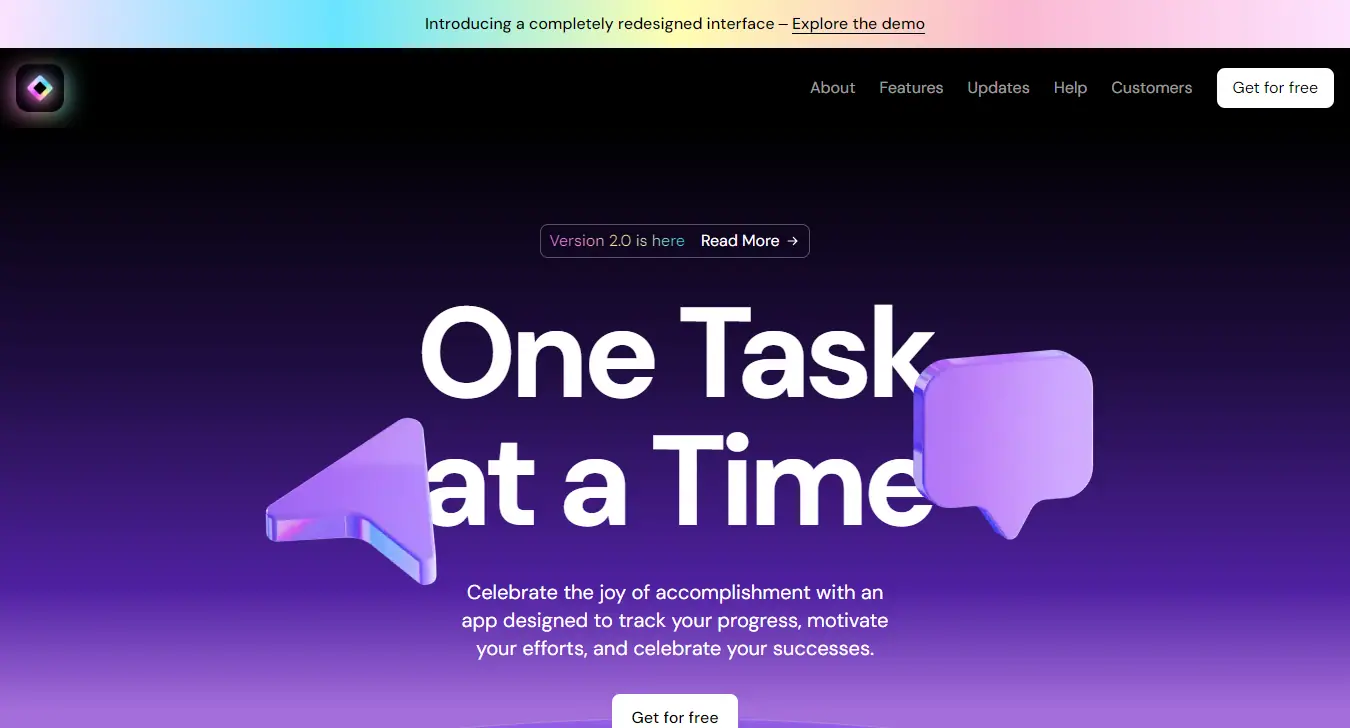 Introducing a completely redesigned interface – Explore the demo
About Features Updates Help Customers Get for free
Version 2.0 is here Read More →
One Task
at a Time
Celebrate the joy of accomplishment with an
app designed to track your progress, motivate
your efforts, and celebrate your successes.
Get for free